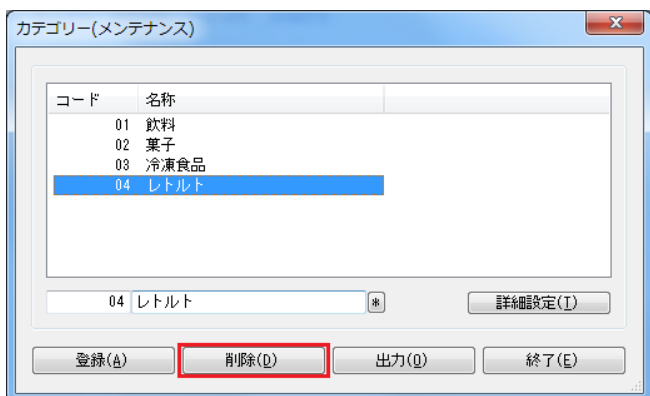 カテゴリー(メンテナンス)
コード 名称
01 飲料
02 菓子
03 冷凍食品
04 レトルト
04 レトルト * 詳細設定(T)
登録(A) 削除(D) 出力(O) 終了(E)